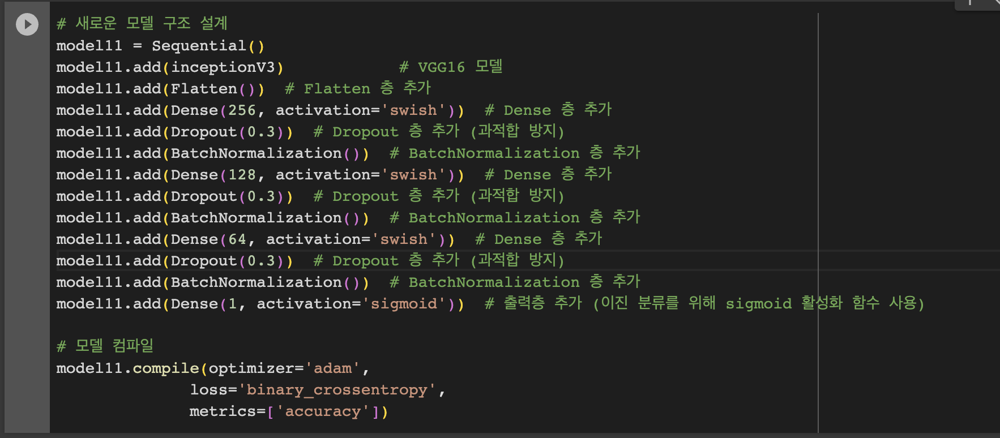 # 새로운 모델 구조 설계
model11 = Sequential()
model11.add(inceptionV3)            # VGG16 모델
model11.add(Flatten())  # Flatten 층 추가
model11.add(Dense(256, activation='swish'))  # Dense 층 추가
model11.add(Dropout(0.3))  # Dropout 층 추가 (과적합 방지)
model11.add(BatchNormalization())  # BatchNormalization 층 추가
model11.add(Dense(128, activation='swish'))  # Dense 층 추가
model11.add(Dropout(0.3))  # Dropout 층 추가 (과적합 방지)
model11.add(BatchNormalization())  # BatchNormalization 층 추가
model11.add(Dense(64, activation='swish'))  # Dense 층 추가
model11.add(Dropout(0.3))  # Dropout 층 추가 (과적합 방지)
model11.add(BatchNormalization())  # BatchNormalization 층 추가
model11.add(Dense(1, activation='sigmoid'))  # 출력층 추가 (이진 분류를 위해 sigmoid 활성화 함수 사용)
# 모델 컴파일
model11.compile(optimizer='adam',
              loss='binary_crossentropy',
              metrics=['accuracy'])